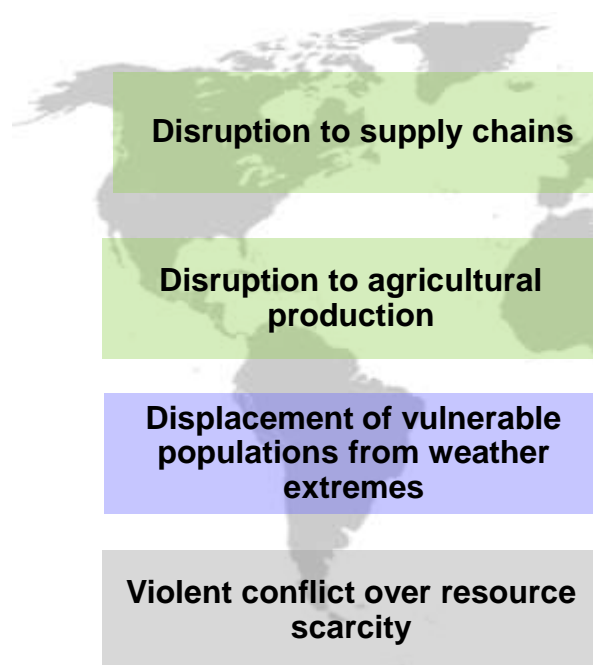 Disruption to supply chains
Disruption to agricultural
production
Displacement of vulnerable
populations from weather
extremes
Violent conflict over resource
scarcity